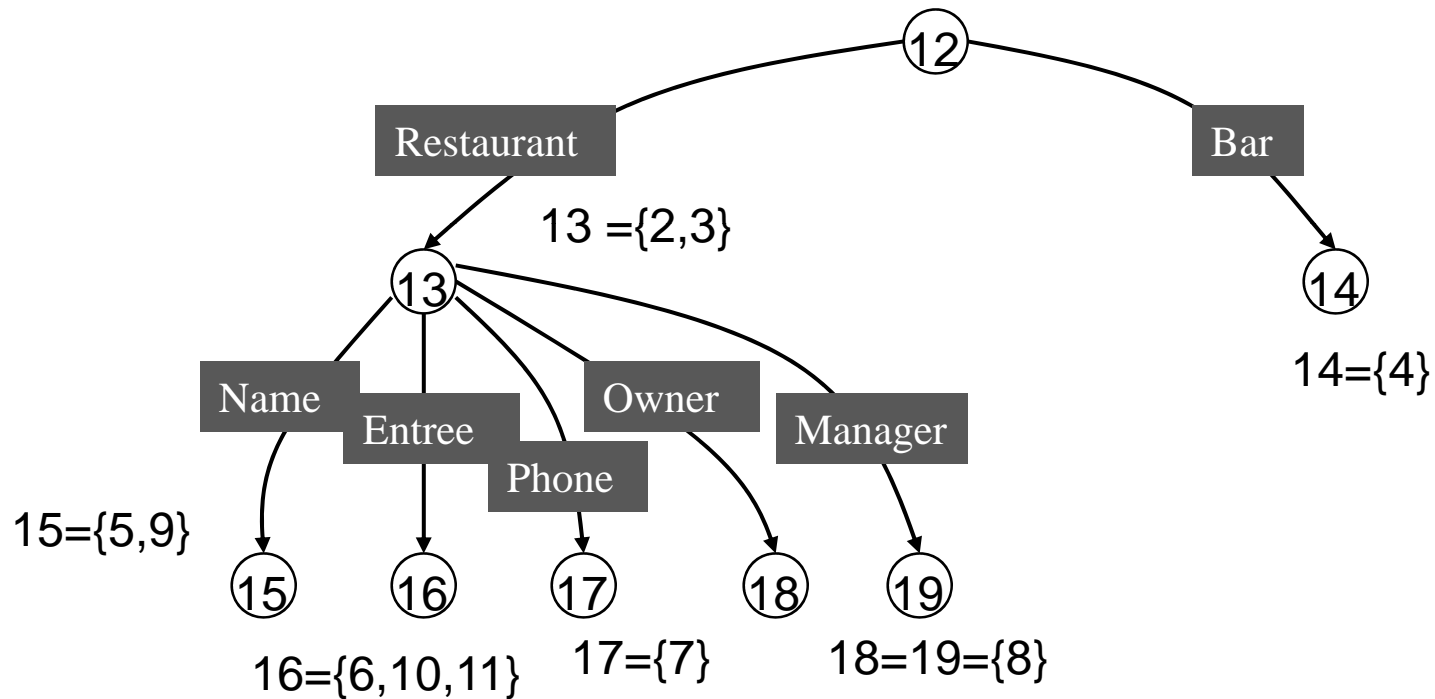 12
Restaurant
Bar
13 ={2,3}
13
14
14={4}
Name
Owner
Entree
Manager
Phone
15={5,9}
15
16
17
18
19
16={6,10,11}
17={7}
18=19={8}